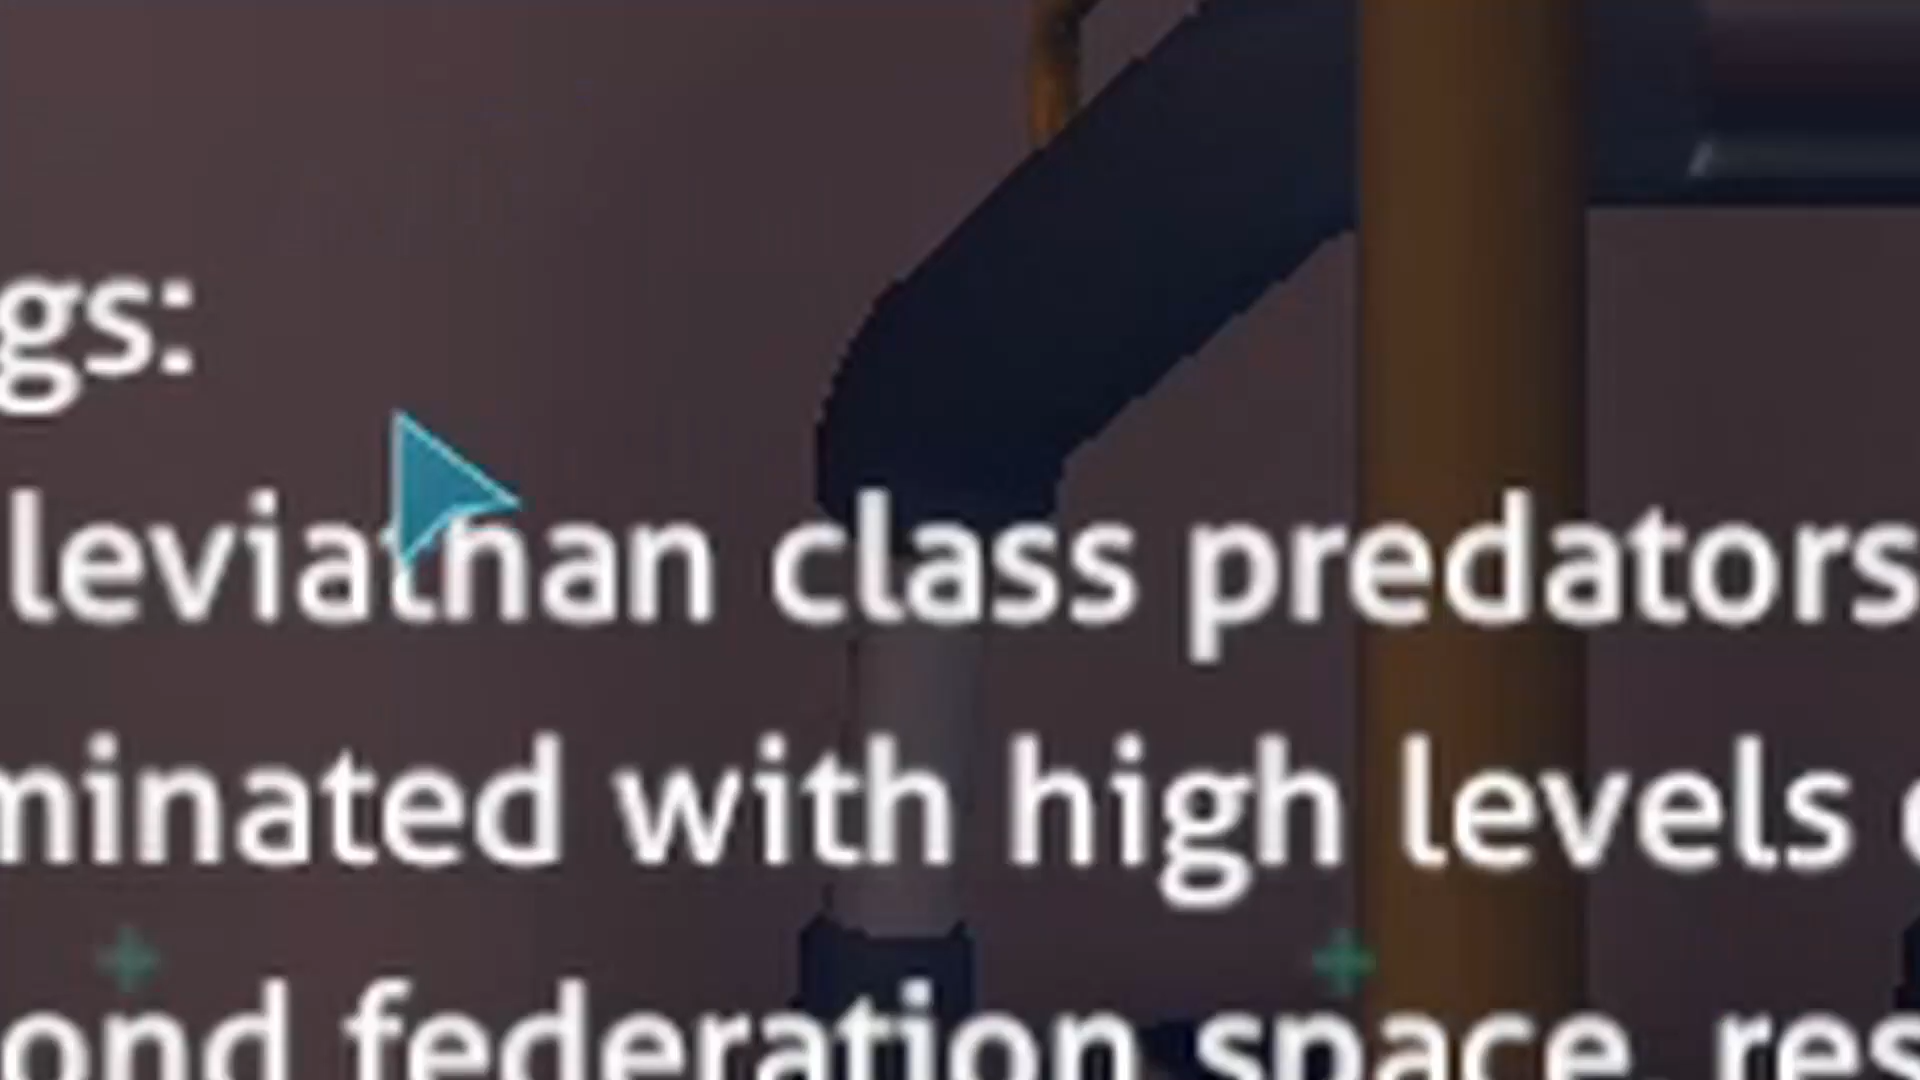 gs:
leviathan class predators
minated with high levels
ond federation space, res